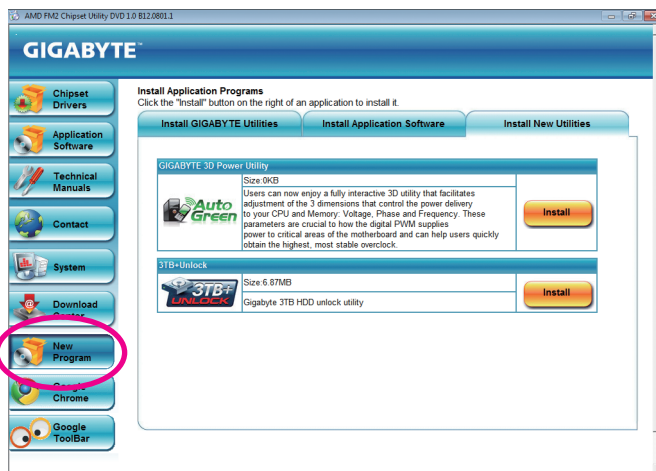 AMD FM2 Chipset Utility DVD 1.0 B12.0801.1
GIGABYTE™
Chipset
Drivers
Application
Software
Technical
Manuals
Contact
System
Download
Center
New
Program
Google
Chrome
Google
ToolBar
Install Application Programs
Click the "Install" button on the right of an application to install it.
Install GIGABYTE Utilities
Install Application Software
Install New Utilities
GIGABYTE 3D Power Utility
Auto
Green
Size:0KB
Users can now enjoy a fully interactive 3D utility that facilitates
adjustment of the 3 dimensions that control the power delivery
to your CPU and Memory: Voltage, Phase and Frequency. These
parameters are crucial to how the digital PWM supplies
power to critical areas of the motherboard and can help users quickly
obtain the highest, most stable overclock.
Install
3TB+Unlock
3TB+
UNLOCK
Size:6.87MB
Gigabyte 3TB HDD unlock utility
Install